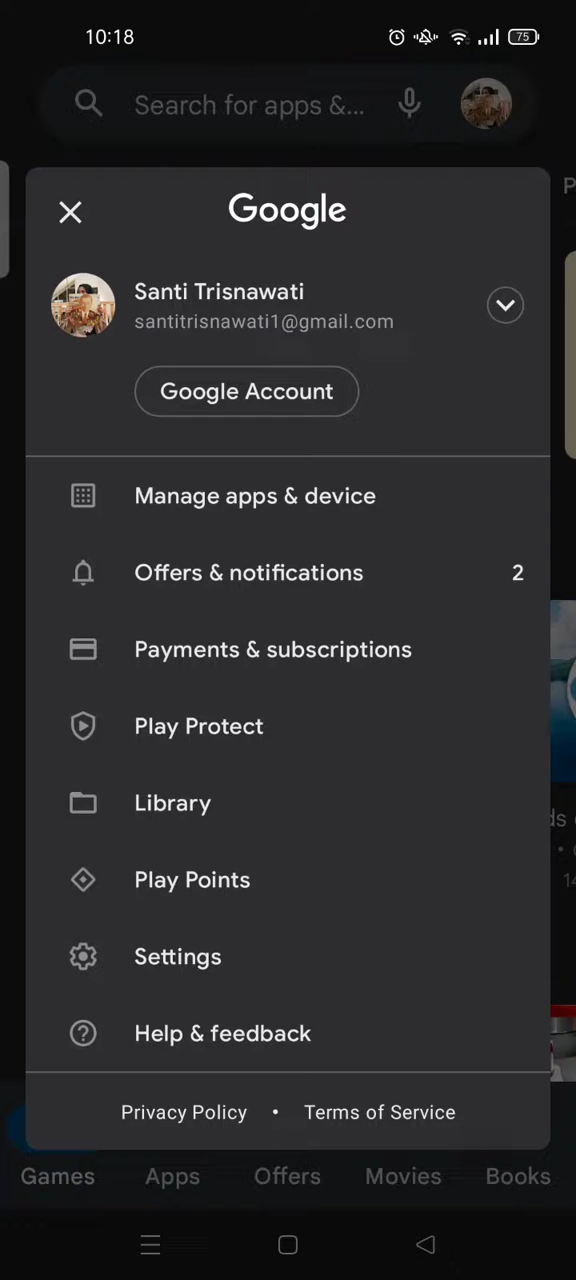 10:18
75
Search for apps &...
Google
Santi Trisnawati
santitrisnawati1@gmail.com
Google Account
Manage apps & device
Offers & notifications 2
Payments & subscriptions
Play Protect
Library
Play Points
Settings
Help & feedback
Privacy Policy • Terms of Service
Games Apps Offers Movies Books